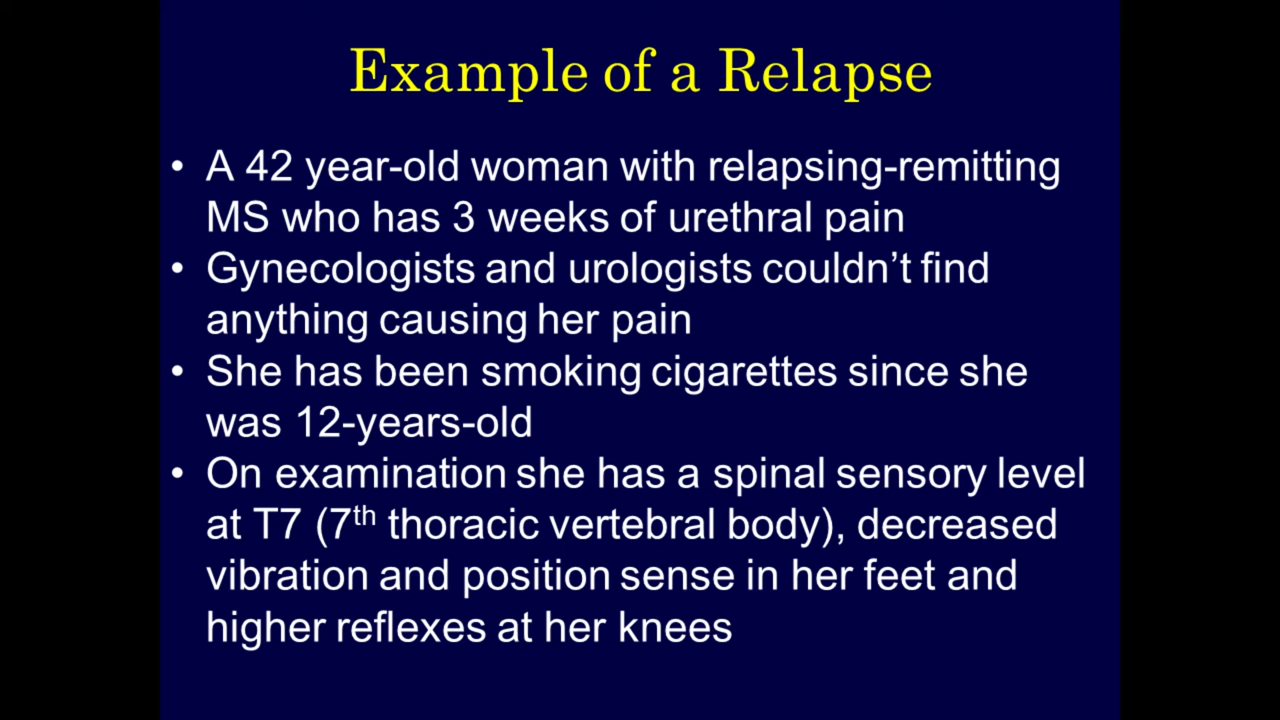 Example of a Relapse
• A 42 year-old woman with relapsing-remitting
MS who has 3 weeks of urethral pain
• Gynecologists and urologists couldn’t find
anything causing her pain
• She has been smoking cigarettes since she
was 12-years-old
• On examination she has a spinal sensory level
at T7 (7th thoracic vertebral body), decreased
vibration and position sense in her feet and
higher reflexes at her knees